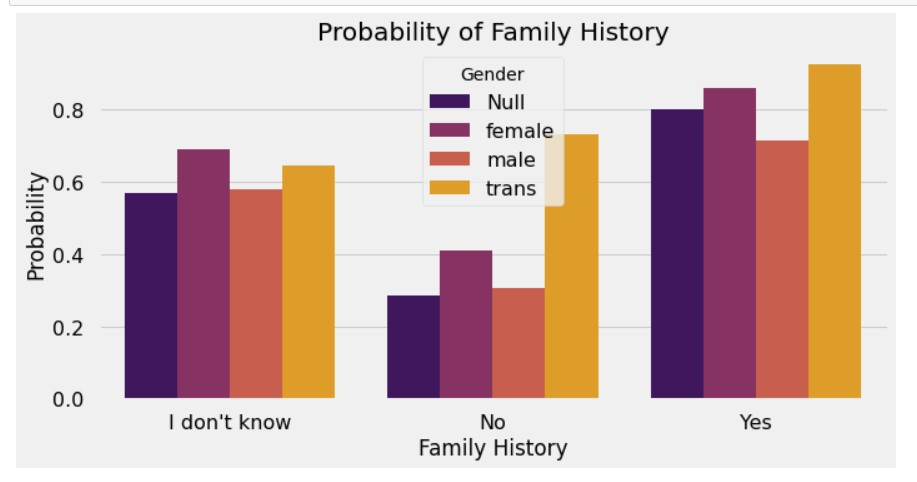 Probability of Family History
Gender
Null
female
male
trans
Probability
0.8
0.6
0.4
0.2
0.0
I don't know
No
Yes
Family History